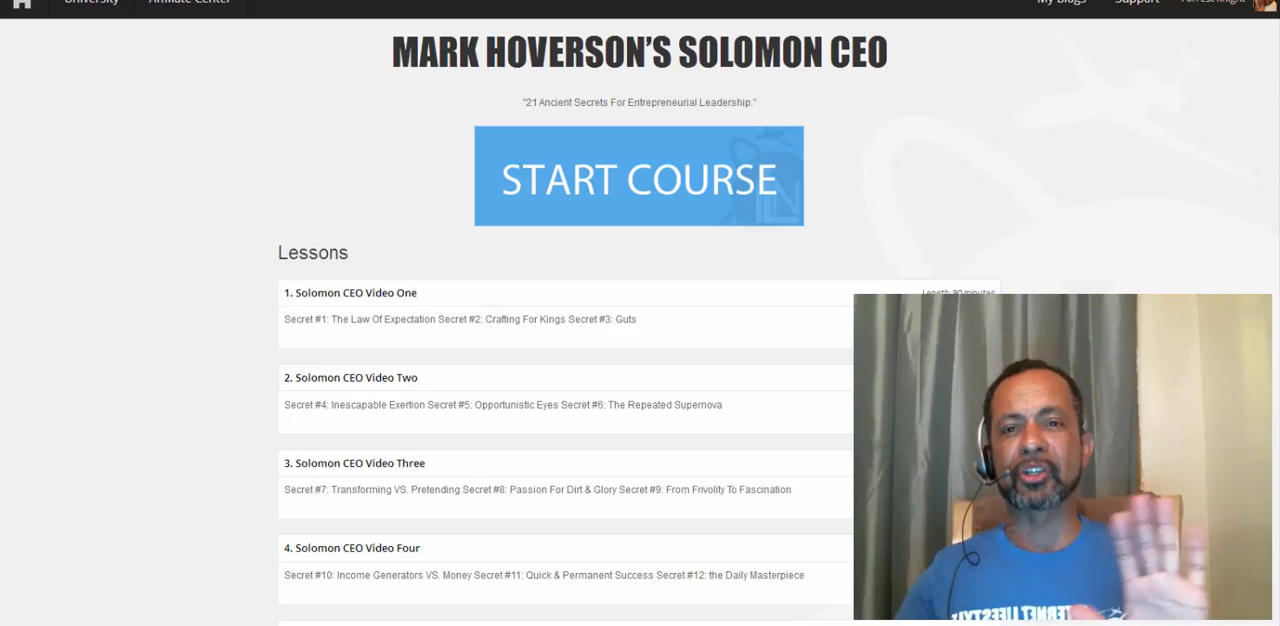 University Affiliate Center My Blogs Support Forrest Knight
MARK HOVERSON'S SOLOMON CEO
"21 Ancient Secrets For Entrepreneurial Leadership."
START COURSE
Lessons
1. Solomon CEO Video One Length: 90 minutes
Secret #1: The Law Of Expectation Secret #2: Crafting For Kings Secret #3: Guts
2. Solomon CEO Video Two
Secret #4: Inescapable Exertion Secret #5: Opportunistic Eyes Secret #6: The Repeated Supernova
3. Solomon CEO Video Three
Secret #7: Transforming VS. Pretending Secret #8: Passion For Dirt & Glory Secret #9: From Frivolity To Fascination
4. Solomon CEO Video Four
Secret #10: Income Generators VS. Money Secret #11: Quick & Permanent Success Secret #12: the Daily Masterpiece